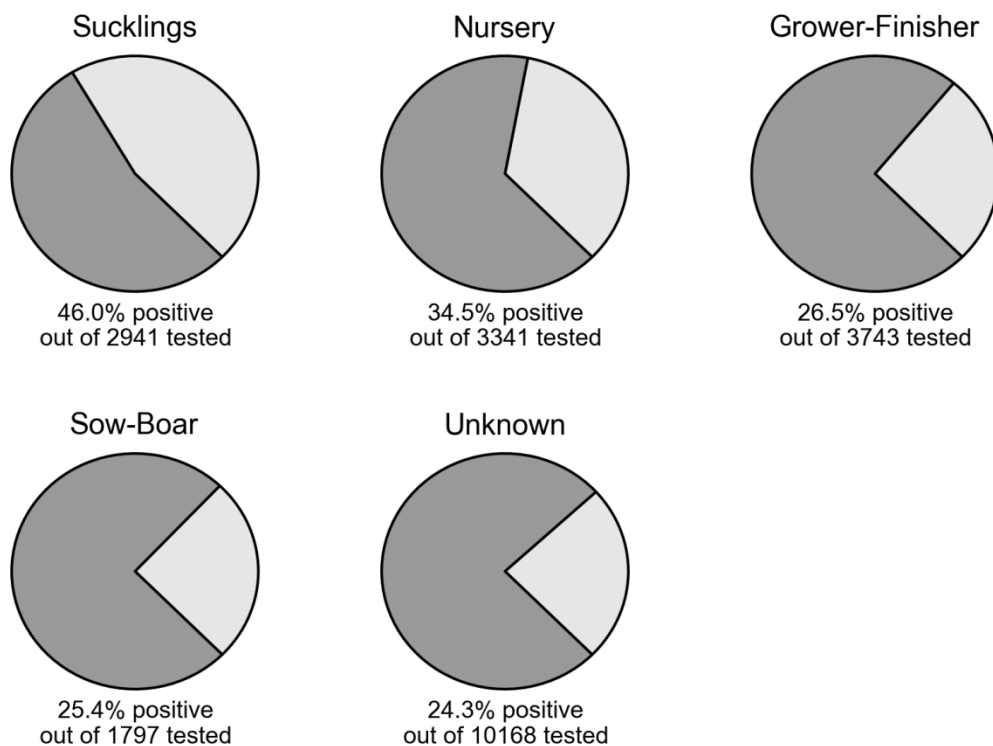 Sucklings
46.0% positive
out of 2941 tested
Nursery
34.5% positive
out of 3341 tested
Grower-Finisher
26.5% positive
out of 3743 tested
Sow-Boar
25.4% positive
out of 1797 tested
Unknown
24.3% positive
out of 10168 tested